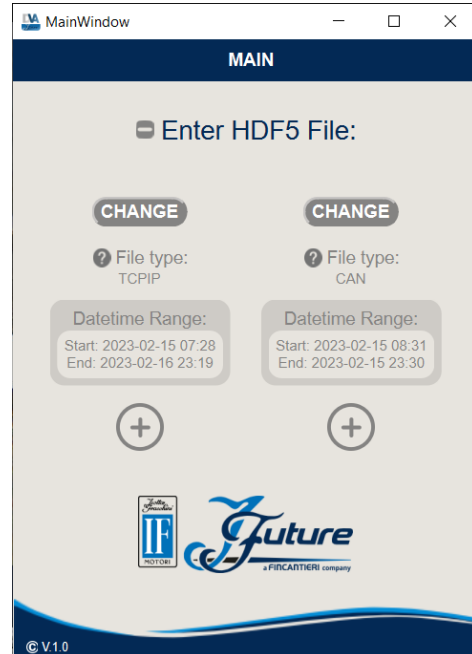 MainWindow
MAIN
Enter HDF5 File:
CHANGE
File type:
TCPIP
Datetime Range:
Start: 2023-02-15 07:28
End: 2023-02-16 23:19
CHANGE
File type:
CAN
Datetime Range:
Start: 2023-02-15 08:31
End: 2023-02-15 23:30
Isotta
Fraschini
IF
MOTORI
Future
a FINCANTIERI company
© V.1.0